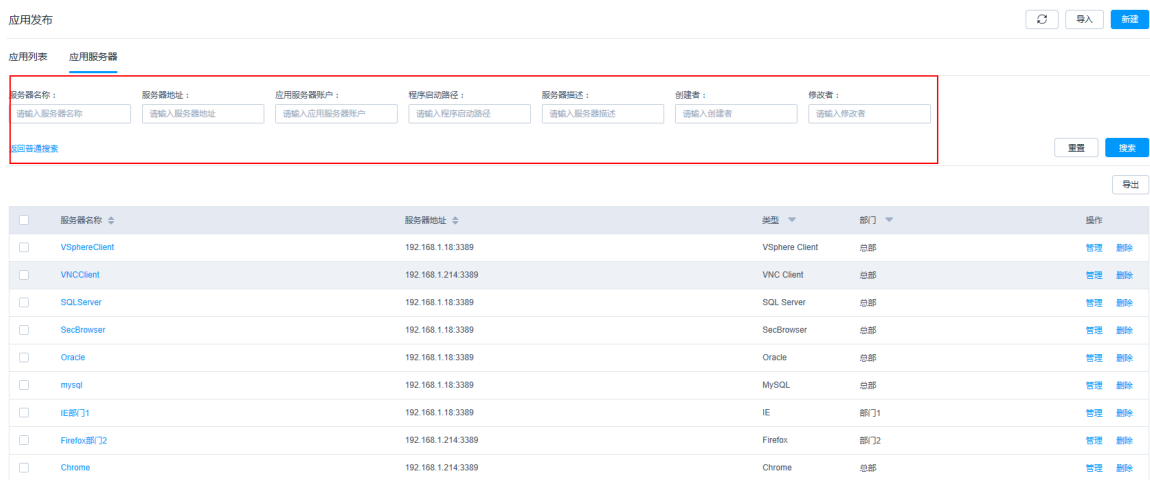 应用发布 导入 新建
应用列表 应用服务器
服务器名称： 服务器地址： 应用服务器账户： 程序启动路径： 服务器描述： 创建者： 修改者：
请输入服务器名称 请输入服务器地址 请输入应用服务器账户 请输入程序启动路径 请输入服务器描述 请输入创建者 请输入修改者
返回普通搜索 重置 搜索
导出
服务器名称 服务器地址 类型 部门 操作
VSphereClient 192.168.1.18:3389 VSphere Client 总部 管理 删除
VNCClient 192.168.1.214:3389 VNC Client 总部 管理 删除
SQLServer 192.168.1.18:3389 SQL Server 总部 管理 删除
SecBrowser 192.168.1.18:3389 SecBrowser 总部 管理 删除
Oracle 192.168.1.18:3389 Oracle 总部 管理 删除
mysql 192.168.1.18:3389 MySQL 总部 管理 删除
IE部门1 192.168.1.18:3389 IE 部门1 管理 删除
Firefox部门2 192.168.1.214:3389 Firefox 部门2 管理 删除
Chrome 192.168.1.214:3389 Chrome 总部 管理 删除